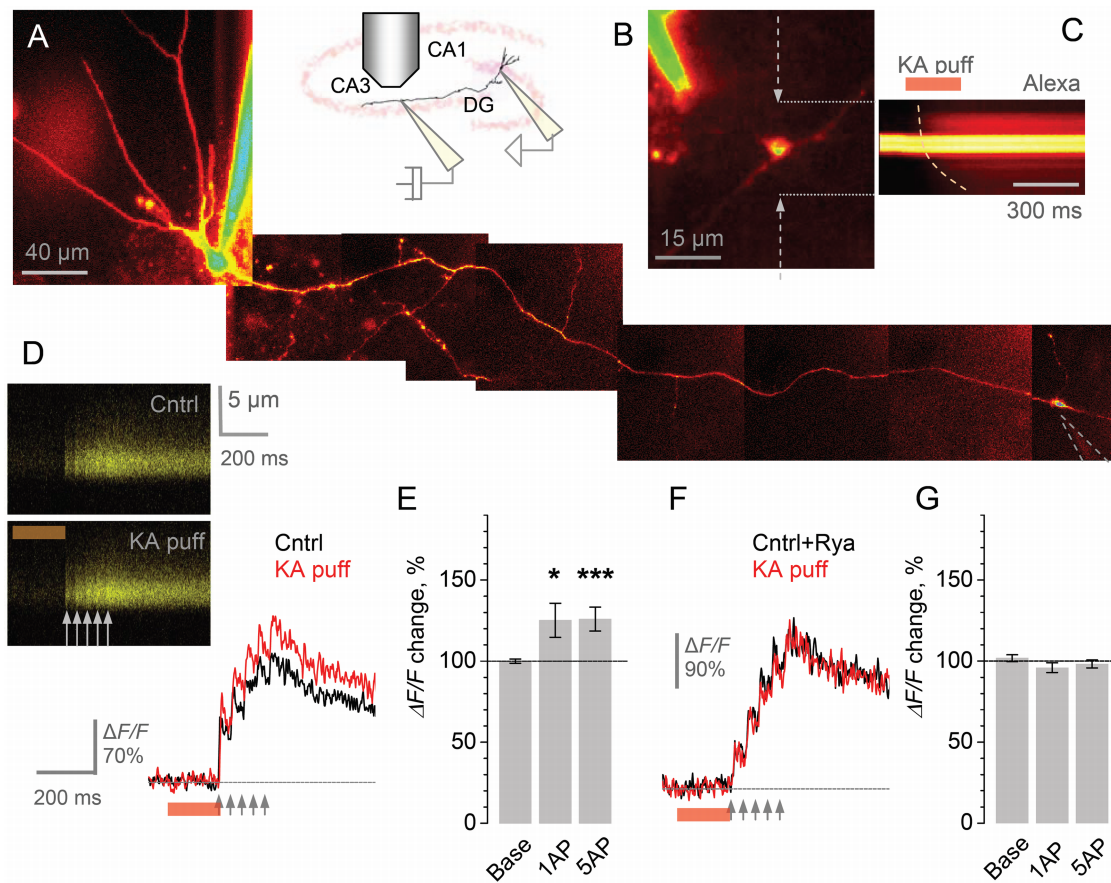 A
40 µm
CA1
CA3
DG
B
15 µm
C
KA puff
Alexa
300 ms
D
Cntrl
5 µm
200 ms
KA puff
Cntrl
KA puff
ΔF/F
70%
200 ms
E
ΔF/F change, %
150
100
50
0
*
***
Base
1AP
5AP
F
Cntrl+Rya
KA puff
ΔF/F
90%
G
ΔF/F change, %
150
100
50
0
Base
1AP
5AP